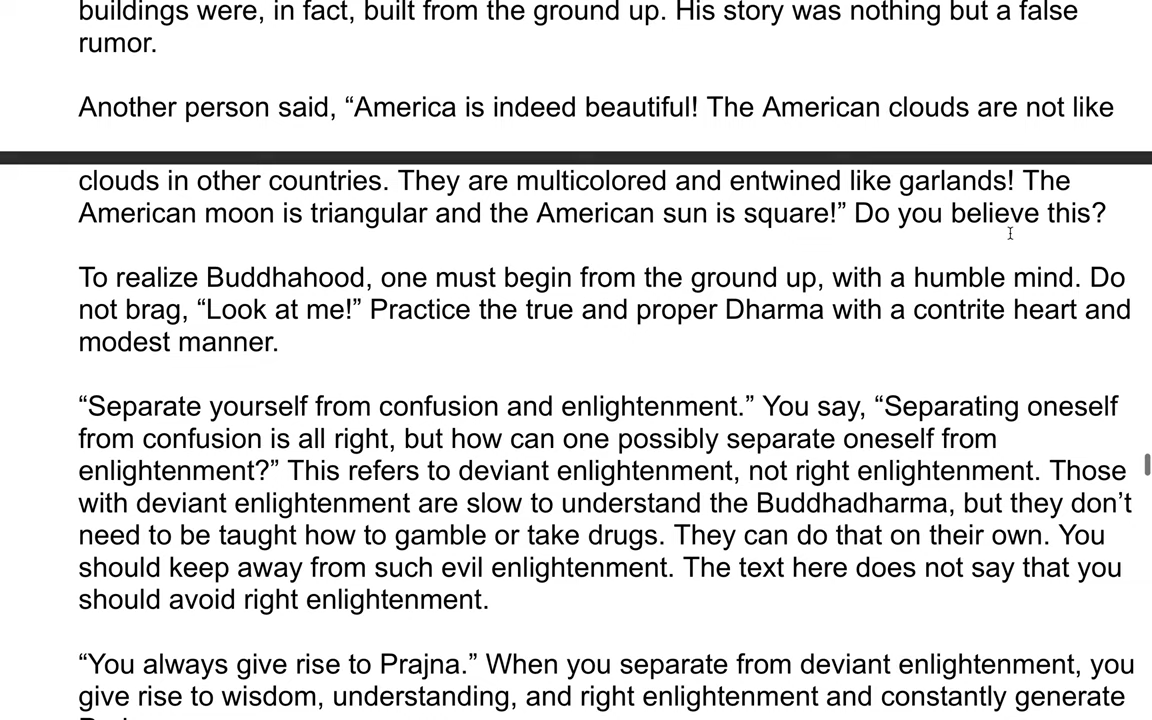 buildings were, in fact, built from the ground up. His story was nothing but a false
rumor.
Another person said, “America is indeed beautiful! The American clouds are not like
clouds in other countries. They are multicolored and entwined like garlands! The
American moon is triangular and the American sun is square!” Do you believe this?
To realize Buddhahood, one must begin from the ground up, with a humble mind. Do
not brag, “Look at me!” Practice the true and proper Dharma with a contrite heart and
modest manner.
“Separate yourself from confusion and enlightenment.” You say, “Separating oneself
from confusion is all right, but how can one possibly separate oneself from
enlightenment?” This refers to deviant enlightenment, not right enlightenment. Those
with deviant enlightenment are slow to understand the Buddhadharma, but they don’t
need to be taught how to gamble or take drugs. They can do that on their own. You
should keep away from such evil enlightenment. The text here does not say that you
should avoid right enlightenment.
“You always give rise to Prajna.” When you separate from deviant enlightenment, you
give rise to wisdom, understanding, and right enlightenment and constantly generate